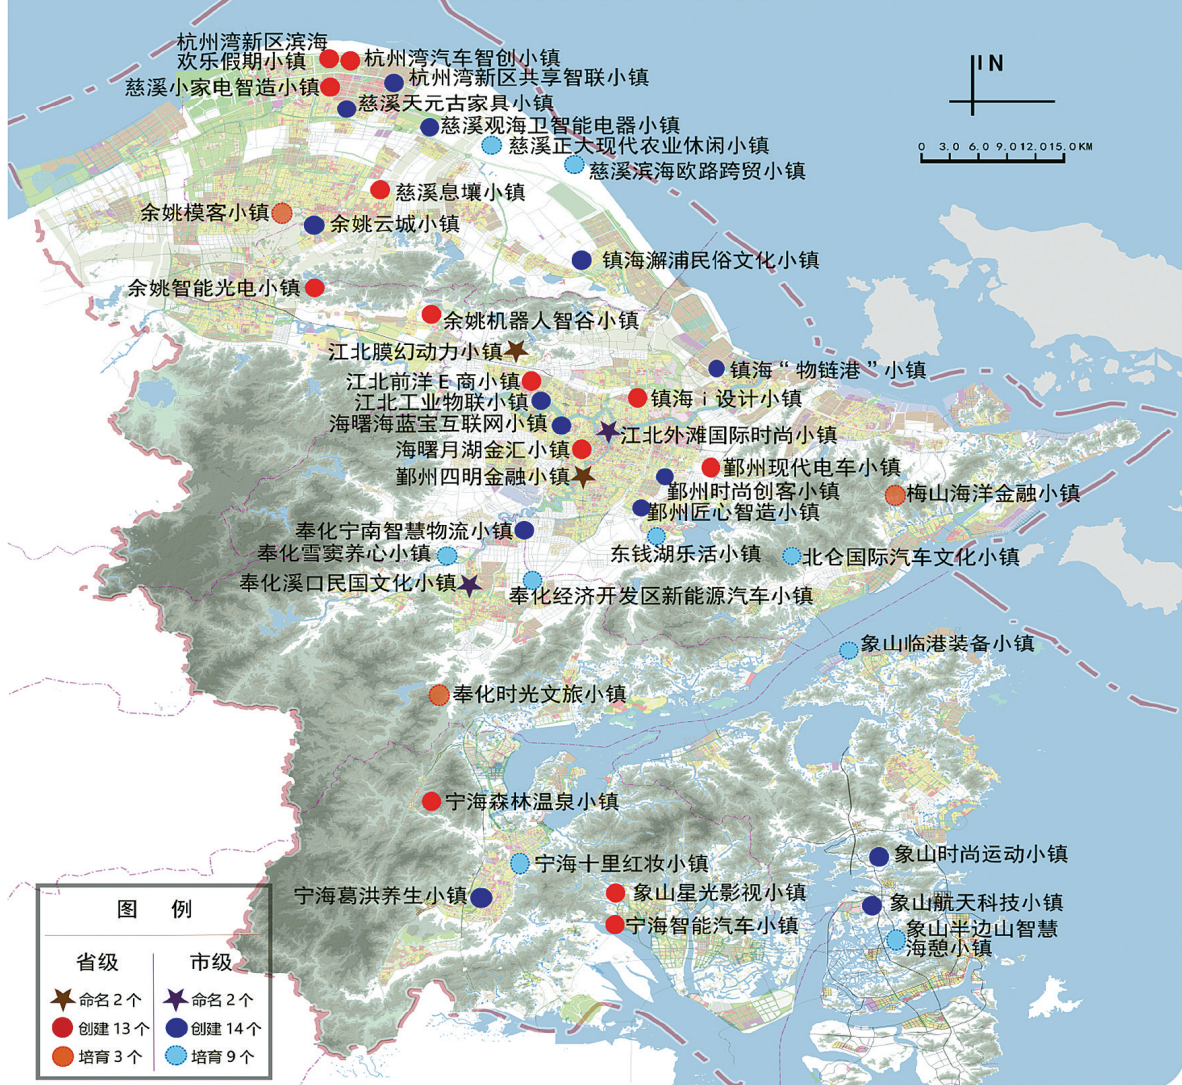 杭州湾新区滨海
欢乐假期小镇
杭州湾汽车智创小镇
杭州湾新区共享智联小镇
慈溪小家电智造小镇
慈溪天元古家具小镇
慈溪观海卫智能电器小镇
慈溪正大现代农业休闲小镇
慈溪滨海欧路跨贸小镇
慈溪息壤小镇
余姚模客小镇
余姚云城小镇
镇海澥浦民俗文化小镇
余姚智能光电小镇
余姚机器人智谷小镇
江北膜幻动力小镇
镇海“物链港”小镇
江北前洋E商小镇
镇海i设计小镇
江北工业物联小镇
海曙海蓝宝互联网小镇
江北外滩国际时尚小镇
海曙月湖金汇小镇
鄞州现代电车小镇
鄞州四明金融小镇
鄞州时尚创客小镇
梅山海洋金融小镇
鄞州匠心智造小镇
奉化宁南智慧物流小镇
奉化雪窦养心小镇
东钱湖乐活小镇
北仑国际汽车文化小镇
奉化溪口民国文化小镇
奉化经济开发区新能源汽车小镇
象山临港装备小镇
奉化时光文旅小镇
宁海森林温泉小镇
象山时尚运动小镇
宁海十里红妆小镇
宁海葛洪养生小镇
象山星光影视小镇
象山航天科技小镇
宁海智能汽车小镇
象山半边山智慧
海憩小镇
N
0 3.0 6.0 9.0 12.0 15.0 KM
图 例
省级
市级
命名2个
命名2个
创建13个
创建14个
培育3个
培育9个